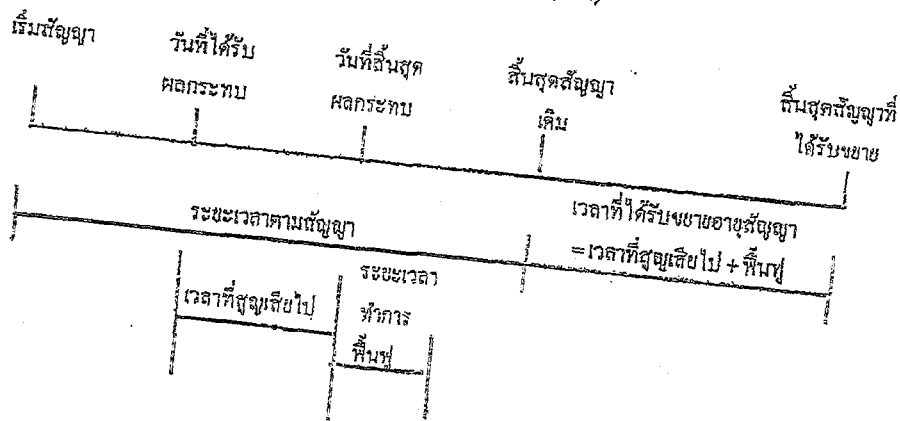 เริ่มสัญญา
วันที่ได้รับ
ผลกระทบ
วันที่สิ้นสุด
ผลกระทบ
สิ้นสุดสัญญา
เดิม
สิ้นสุดสัญญาที่
ได้รับขยาย
ระยะเวลาตามสัญญา
เวลาที่ได้รับขยายอายุสัญญา
=เวลาที่สูญเสียไป + ฟื้นฟู
เวลาที่สูญเสียไป
ระยะเวลา
ทำการ
ฟื้นฟู